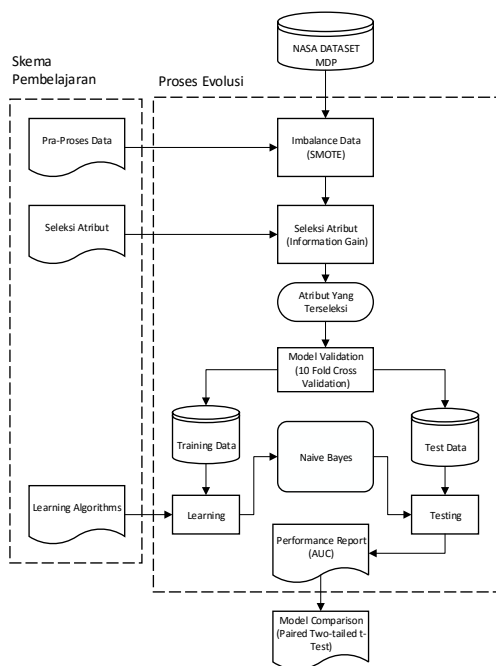 NASA DATASET
MDP
Skema
Pembelajaran
Proses Evolusi
Pra-Proses Data
Imbalance Data
(SMOTE)
Seleksi Atribut
Seleksi Atribut
(Information Gain)
Atribut Yang
Terseleksi
Model Validation
(10 Fold Cross
Validation)
Training Data
Naive Bayes
Test Data
Learning Algorithms
Learning
Testing
Performance Report
(AUC)
Model Comparison
(Paired Two-tailed t-
Test)